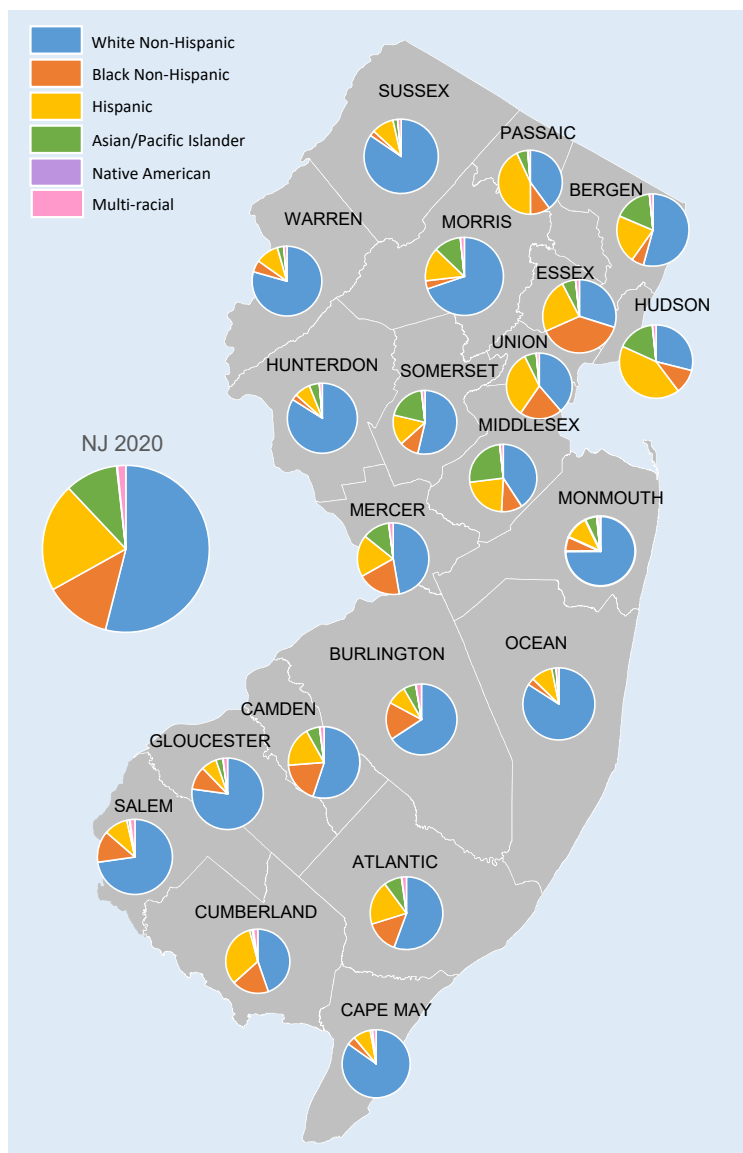 White Non-Hispanic
Black Non-Hispanic
Hispanic
Asian/Pacific Islander
Native American
Multi-racial
SUSSEX
PASSAIC
BERGEN
WARREN
MORRIS
ESSEX
HUDSON
UNION
HUNTERDON
SOMERSET
MIDDLESEX
NJ 2020
MONMOUTH
MERCER
OCEAN
BURLINGTON
CAMDEN
GLOUCESTER
SALEM
ATLANTIC
CUMBERLAND
CAPE MAY